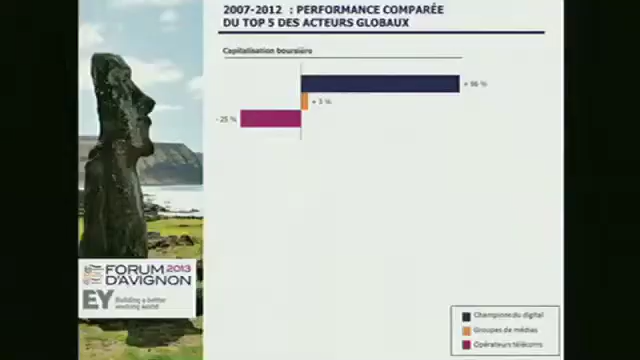 2007-2012 : PERFORMANCE COMPARÉE
DU TOP 5 DES ACTEURS GLOBAUX
Capitalisation boursière
+ 3 %
- 25 %
FORUM 2013
D'AVIGNON
EY Building a better
working world
Champions du digital
Groupes de médias
Opérateurs télécoms